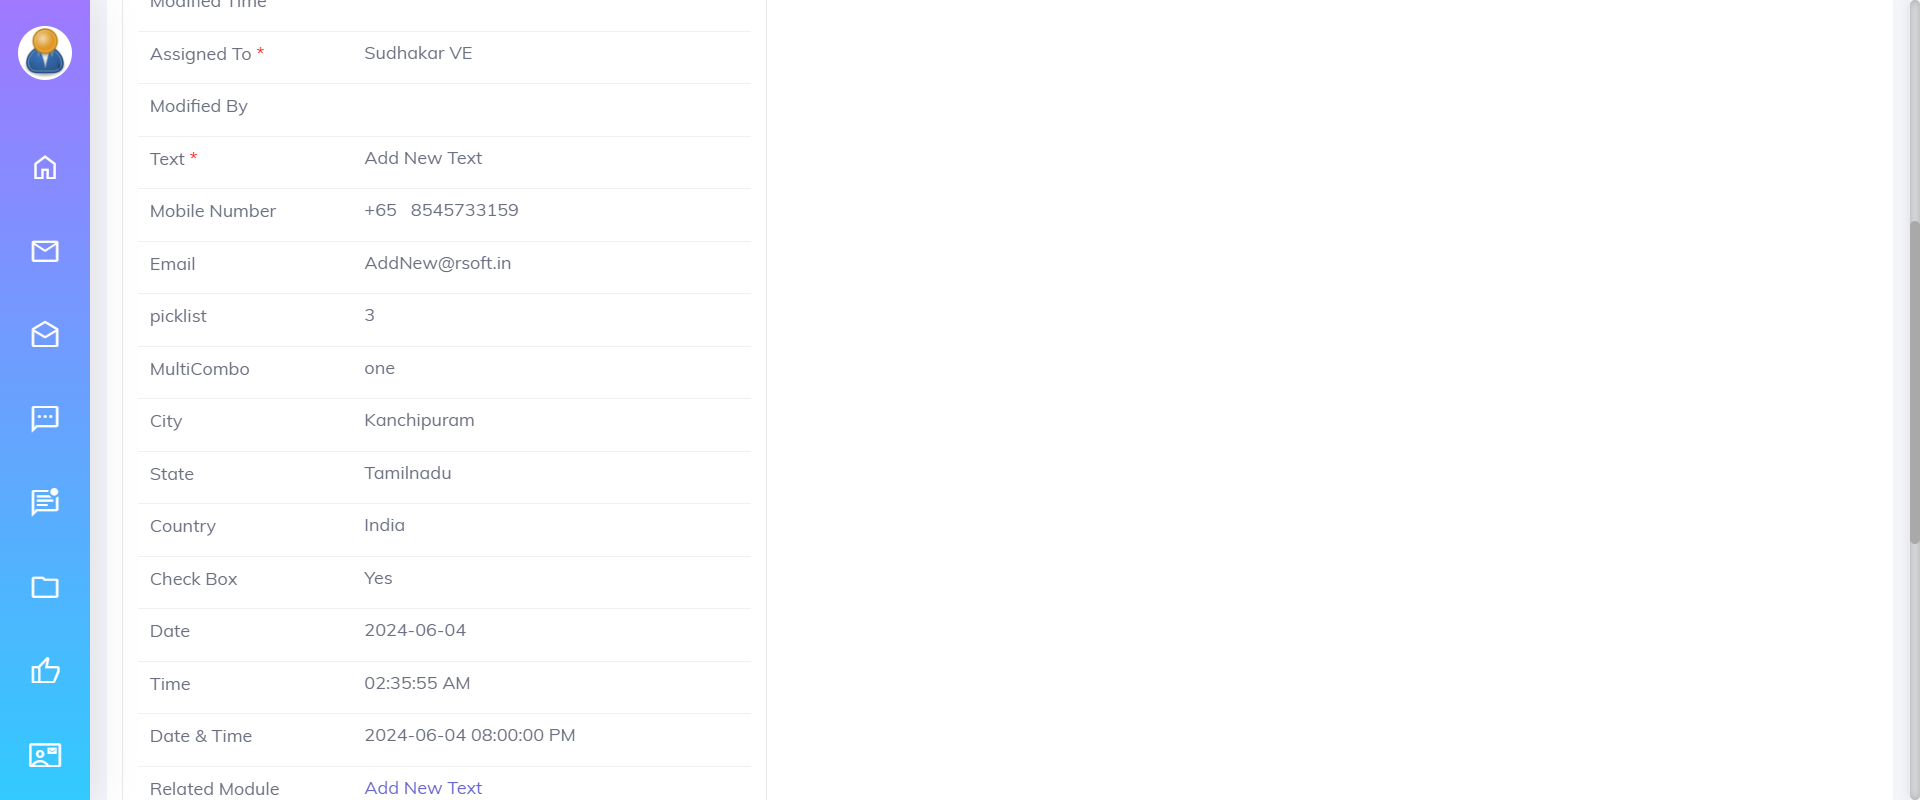 Modified Time
Assigned To * Sudhakar VE
Modified By
Text * Add New Text
Mobile Number +65 8545733159
Email AddNew@rsoft.in
picklist 3
MultiCombo one
City Kanchipuram
State Tamilnadu
Country India
Check Box Yes
Date 2024-06-04
Time 02:35:55 AM
Date & Time 2024-06-04 08:00:00 PM
Related Module Add New Text